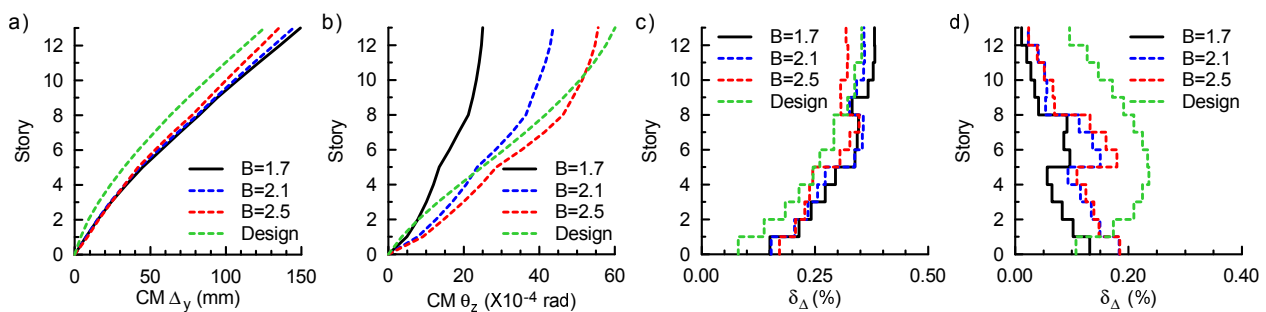 a)
12
10
8
6
4
2
0
Story
0
50
100
150
CM Δy (mm)
B=1.7
B=2.1
B=2.5
Design
b)
12
10
8
6
4
2
0
Story
0
20
40
60
CM θz (X10-4 rad)
B=1.7
B=2.1
B=2.5
Design
c)
12
10
8
6
4
2
0
Story
0.00
0.25
0.50
δΔ (%)
B=1.7
B=2.1
B=2.5
Design
d)
12
10
8
6
4
2
0
Story
0.00
0.20
0.40
δΔ (%)
B=1.7
B=2.1
B=2.5
Design